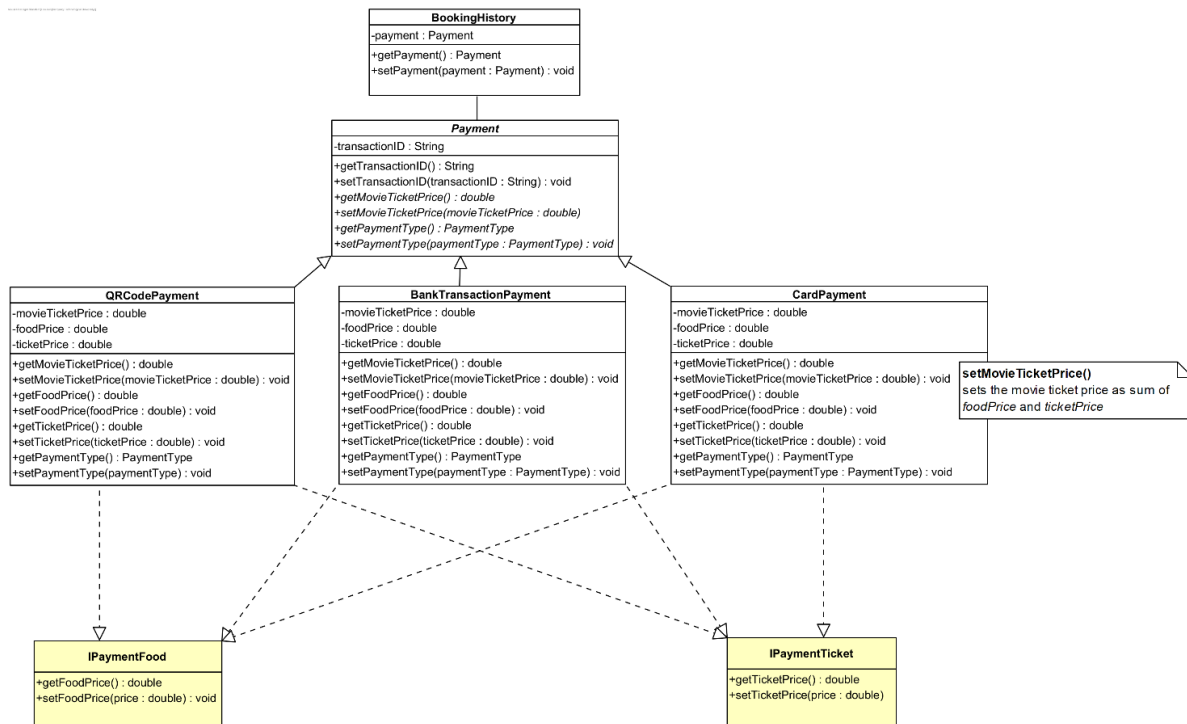 BookingHistory
-payment : Payment
+getPayment() : Payment
+setPayment(payment : Payment) : void
Payment
-transactionID : String
+getTransactionID() : String
+setTransactionID(transactionID : String) : void
+getMovieTicketPrice() : double
+setMovieTicketPrice(movieTicketPrice : double)
+getPaymentType() : PaymentType
+setPaymentType(paymentType : PaymentType) : void
QRCodePayment
-movieTicketPrice : double
-foodPrice : double
-ticketPrice : double
+getMovieTicketPrice() : double
+setMovieTicketPrice(movieTicketPrice : double) : void
+getFoodPrice() : double
+setFoodPrice(foodPrice : double) : void
+getTicketPrice() : double
+setTicketPrice(ticketPrice : double) : void
+getPaymentType() : PaymentType
+setPaymentType(paymentType) : void
BankTransactionPayment
-movieTicketPrice : double
-foodPrice : double
-ticketPrice : double
+getMovieTicketPrice() : double
+setMovieTicketPrice(movieTicketPrice : double) : void
+getFoodPrice() : double
+setFoodPrice(foodPrice : double) : void
+getTicketPrice() : double
+setTicketPrice(ticketPrice : double) : void
+getPaymentType() : PaymentType
+setPaymentType(paymentType : PaymentType) : void
CardPayment
-movieTicketPrice : double
-foodPrice : double
-ticketPrice : double
+getMovieTicketPrice() : double
+setMovieTicketPrice(movieTicketPrice : double) : void
+getFoodPrice() : double
+setFoodPrice(foodPrice : double) : void
+getTicketPrice() : double
+setTicketPrice(ticketPrice : double) : void
+getPaymentType() : PaymentType
+setPaymentType(paymentType : PaymentType) : void
setMovieTicketPrice()
sets the movie ticket price as sum of
foodPrice and ticketPrice
IPaymentFood
+getFoodPrice() : double
+setFoodPrice(price : double) : void
IPaymentTicket
+getTicketPrice() : double
+setTicketPrice(price : double)